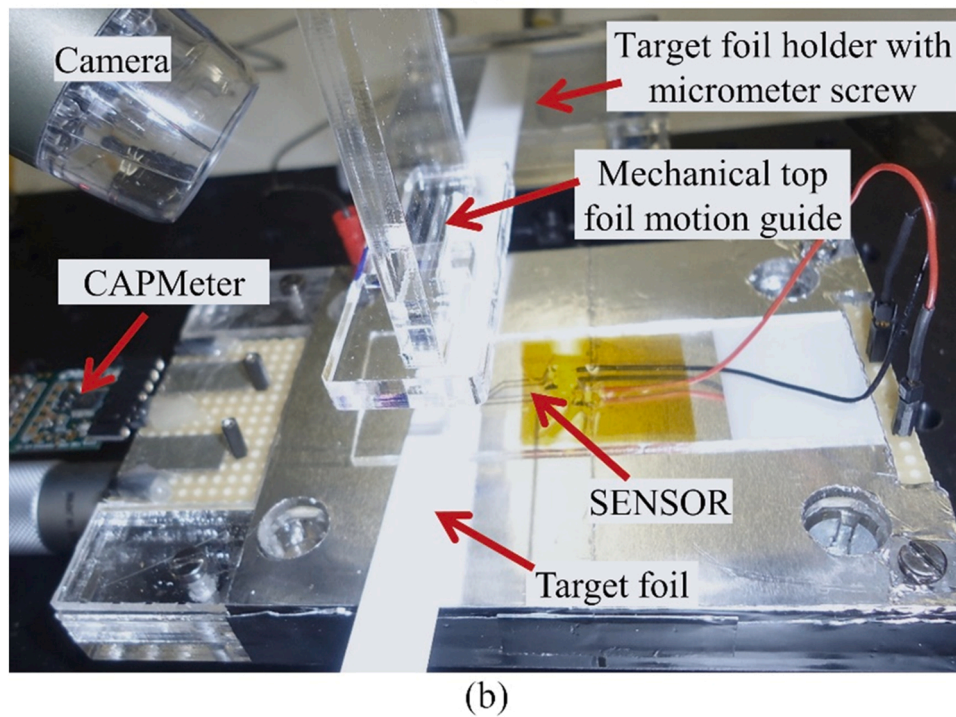 Camera
Target foil holder with
micrometer screw
Mechanical top
foil motion guide
CAPMeter
SENSOR
Target foil
(b)